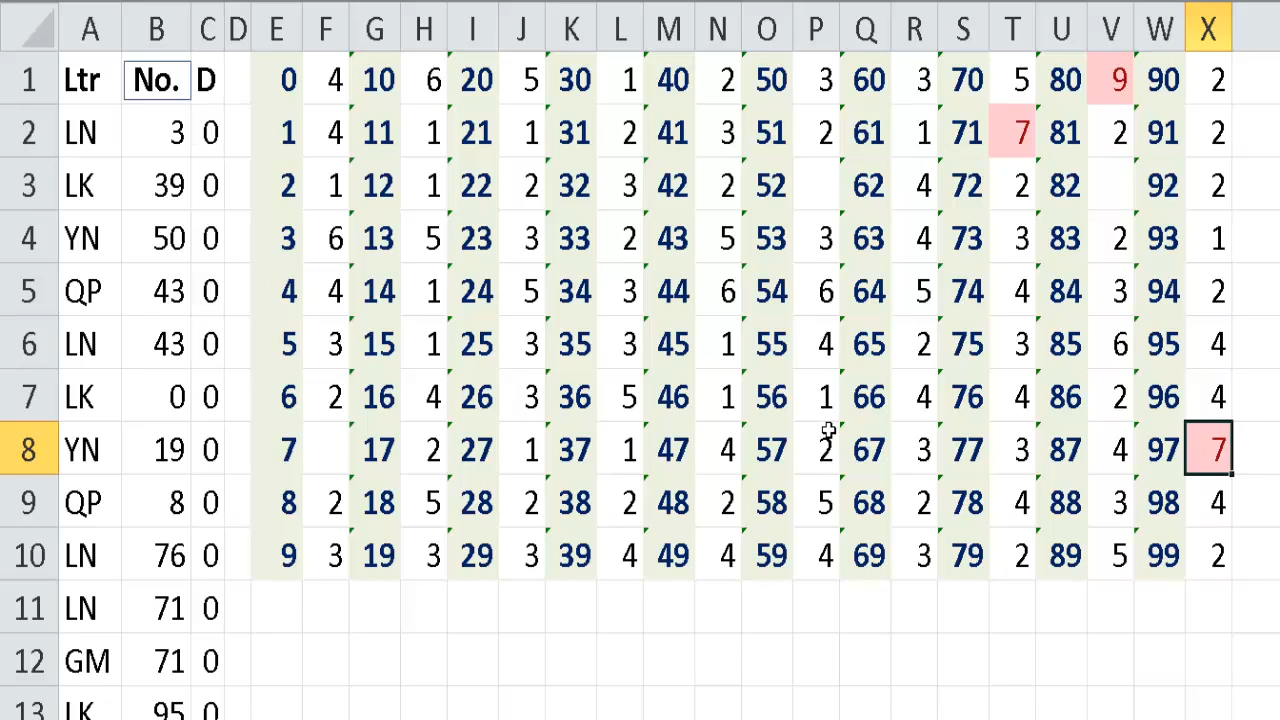 A B C D E F G H I J K L M N O P Q R S T U V W X
1 Ltr No. D 0 4 10 6 20 5 30 1 40 2 50 3 60 3 70 5 80 9 90 2
2 LN 3 0 1 4 11 1 21 1 31 2 41 3 51 2 61 1 71 7 81 2 91 2
3 LK 39 0 2 1 12 1 22 2 32 3 42 2 52 62 4 72 2 82 92 2
4 YN 50 0 3 6 13 5 23 3 33 2 43 5 53 3 63 4 73 3 83 2 93 1
5 QP 43 0 4 4 14 1 24 5 34 3 44 6 54 6 64 5 74 4 84 3 94 2
6 LN 43 0 5 3 15 1 25 3 35 3 45 1 55 4 65 2 75 3 85 6 95 4
7 LK 0 0 6 2 16 4 26 3 36 5 46 1 56 1 66 4 76 4 86 2 96 4
8 YN 19 0 7 17 2 27 1 37 1 47 4 57 2 67 3 77 3 87 4 97 7
9 QP 8 0 8 2 18 5 28 2 38 2 48 2 58 5 68 2 78 4 88 3 98 4
10 LN 76 0 9 3 19 3 29 3 39 4 49 4 59 4 69 3 79 2 89 5 99 2
11 LN 71 0
12 GM 71 0
13 LK 95 0